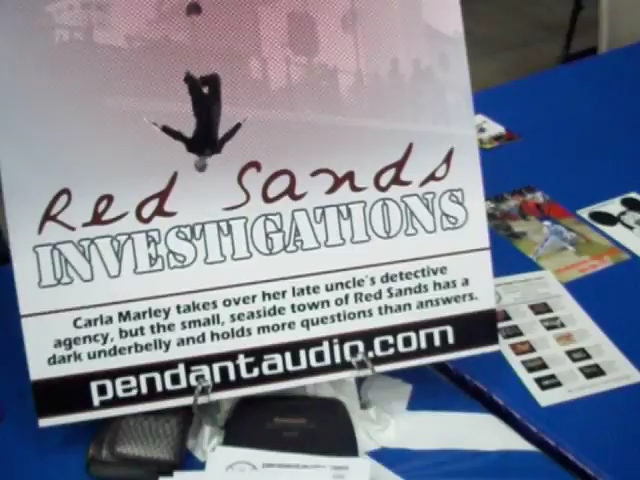 Red Sands
INVESTIGATIONS
Carla Marley takes over her late uncle's detective
agency, but the small, seaside town of Red Sands has a
dark underbelly and holds more questions than answers.
pendantaudio.com
pendantaudio